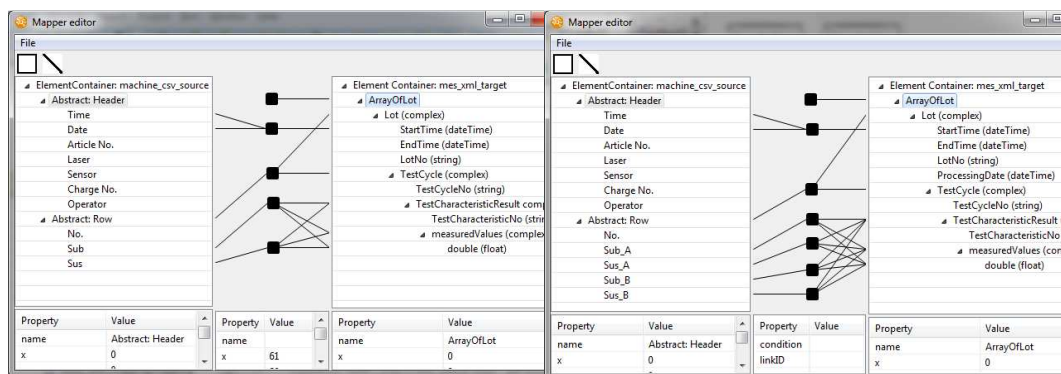 Mapper editor
File
ElementContainer: machine_csv_source
Abstract: Header
Time
Date
Article No.
Laser
Sensor
Charge No.
Operator
Abstract: Row
No.
Sub
Sus
Element Container: mes_xml_target
ArrayOfLot
Lot (complex)
StartTime (dateTime)
EndTime (dateTime)
LotNo (string)
TestCycle (complex)
TestCycleNo (string)
TestCharacteristicResult comp
TestCharacteristicNo (strir
measuredValues (complex
double (float)
Property Value
name Abstract: Header
x 0
Property Value
name
x 61
Property Value
name ArrayOfLot
x 0
Mapper editor
File
ElementContainer: machine_csv_source
Abstract: Header
Time
Date
Article No.
Laser
Sensor
Charge No.
Operator
Abstract: Row
No.
Sub_A
Sus_A
Sub_B
Sus_B
Element Container: mes_xml_target
ArrayOfLot
Lot (complex)
StartTime (dateTime)
EndTime (dateTime)
LotNo (string)
ProcessingDate (dateTime)
TestCycle (complex)
TestCycleNo (string)
TestCharacteristicResult
TestCharacteristicNo
measuredValues (con
double (float)
Property Value
name Abstract: Header
x 0
Property Value
condition
linkID
Property Value
name ArrayOfLot
x 0